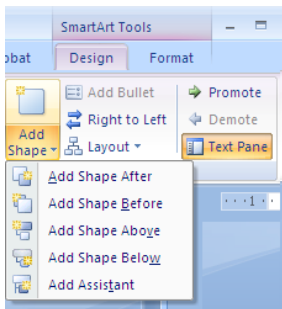 SmartArt Tools
obat Design Format
Add Shape
Add Bullet
Right to Left
Layout
Promote
Demote
Text Pane
Add Shape After
Add Shape Before
Add Shape Above
Add Shape Below
Add Assistant
1